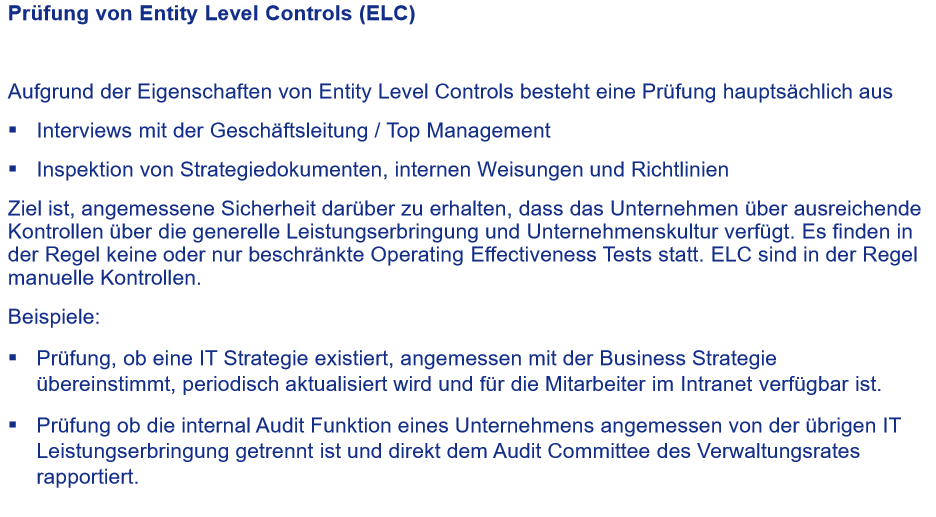 Prüfung von Entity Level Controls (ELC)
Aufgrund der Eigenschaften von Entity Level Controls besteht eine Prüfung hauptsächlich aus
▪ Interviews mit der Geschäftsleitung / Top Management
▪ Inspektion von Strategiedokumenten, internen Weisungen und Richtlinien
Ziel ist, angemessene Sicherheit darüber zu erhalten, dass das Unternehmen über ausreichende
Kontrollen über die generelle Leistungserbringung und Unternehmenskultur verfügt. Es finden in
der Regel keine oder nur beschränkte Operating Effectiveness Tests statt. ELC sind in der Regel
manuelle Kontrollen.
Beispiele:
▪ Prüfung, ob eine IT Strategie existiert, angemessen mit der Business Strategie
übereinstimmt, periodisch aktualisiert wird und für die Mitarbeiter im Intranet verfügbar ist.
▪ Prüfung ob die internal Audit Funktion eines Unternehmens angemessen von der übrigen IT
Leistungserbringung getrennt ist und direkt dem Audit Committee des Verwaltungsrates
rapportiert.